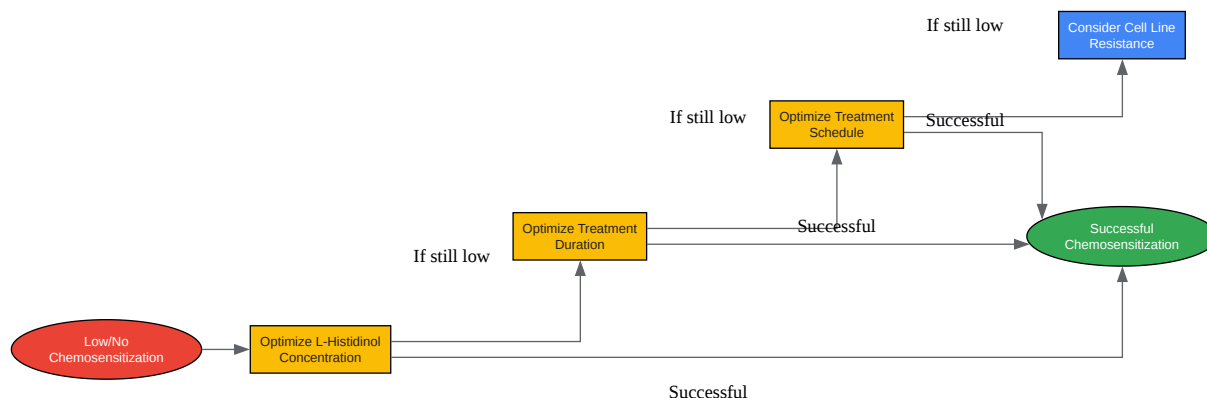 If still low
Consider Cell Line
Resistance
If still low
Optimize Treatment
Schedule
Successful
Optimize Treatment
Duration
Successful
Successful
Chemosensitization
If still low
Low/No
Chemosensitization
Optimize L-Histidinol
Concentration
Successful